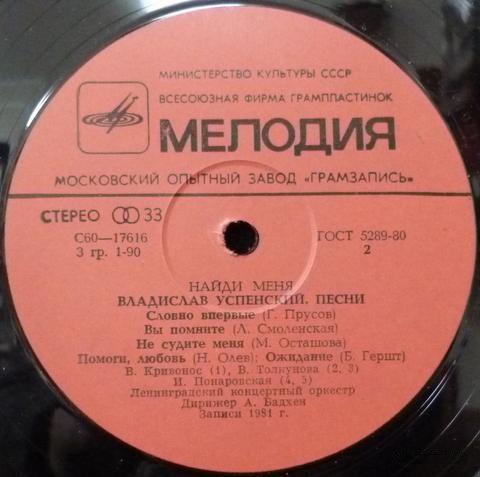 МИНИСТЕРСТВО КУЛЬТУРЫ СССР
ВСЕСОЮЗНАЯ ФИРМА ГРАМПЛАСТИНОК
МЕЛОДИЯ
МОСКОВСКИЙ ОПЫТНЫЙ ЗАВОД «ГРАМЗАПИСЬ»
СТЕРЕО 33
С60—17616 ГОСТ 5289-80
3 гр. 1-90 2
НАЙДИ МЕНЯ
ВЛАДИСЛАВ УСПЕНСКИЙ. ПЕСНИ
Словно впервые (Г. Прусов)
Вы помните (Л. Смоленская)
Не судите меня (М. Осташова)
Помоги, любовь (Н. Олев); Ожидание (Б. Гершт)
В. Кривонос (1), В. Толкунова (2, 3)
И. Понаровская (4, 5)
Ленинградский концертный оркестр
Дирижер А. Бадхен
Записи 1981 г.